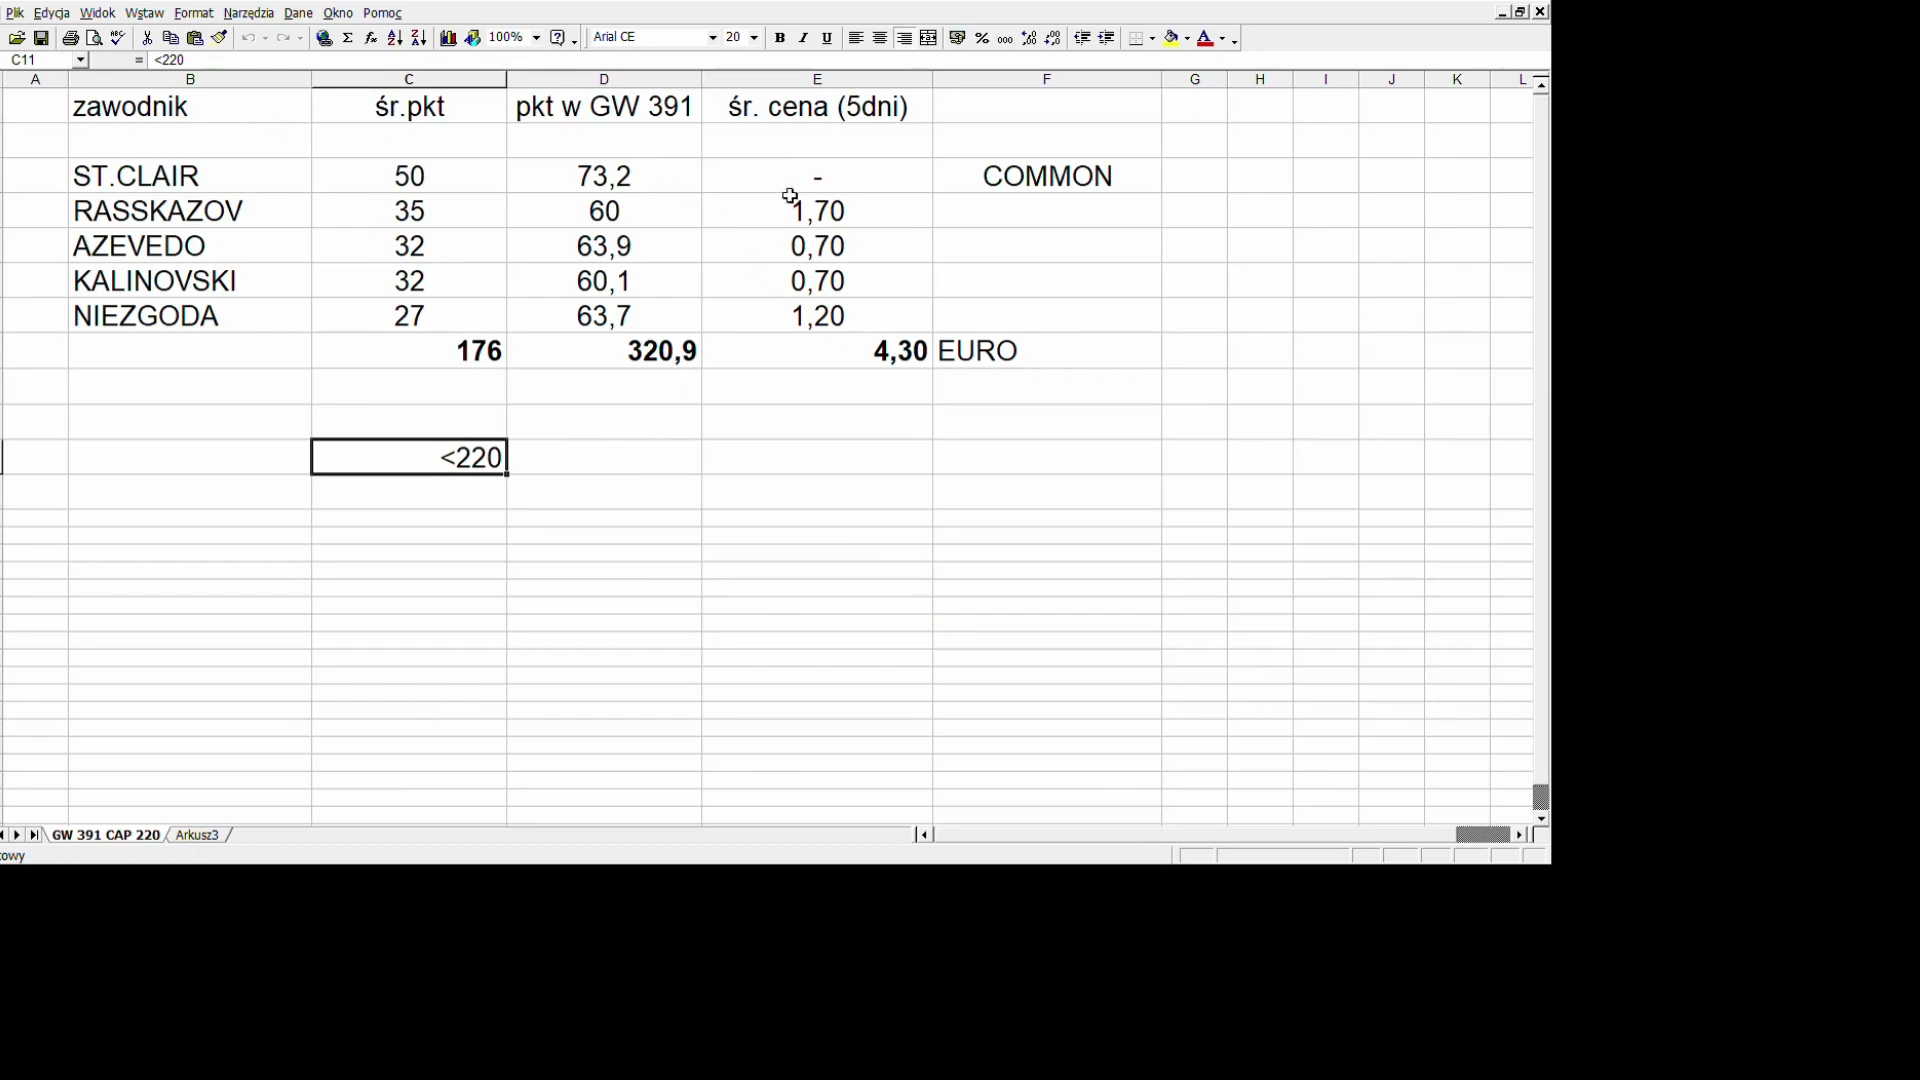 Plik Edycja Widok Wstaw Format Narzędzia Dane Okno Pomoc
100% Arial CE 20 B I U % 000 A
C11 = <220
A B C D E F G H I J K L
zawodnik śr.pkt pkt w GW 391 śr. cena (5dni)
ST.CLAIR 50 73,2 - COMMON
RASSKAZOV 35 60 1,70
AZEVEDO 32 63,9 0,70
KALINOVSKI 32 60,1 0,70
NIEZGODA 27 63,7 1,20
176 320,9 4,30 EURO
<220
GW 391 CAP 220 Arkusz3
towy